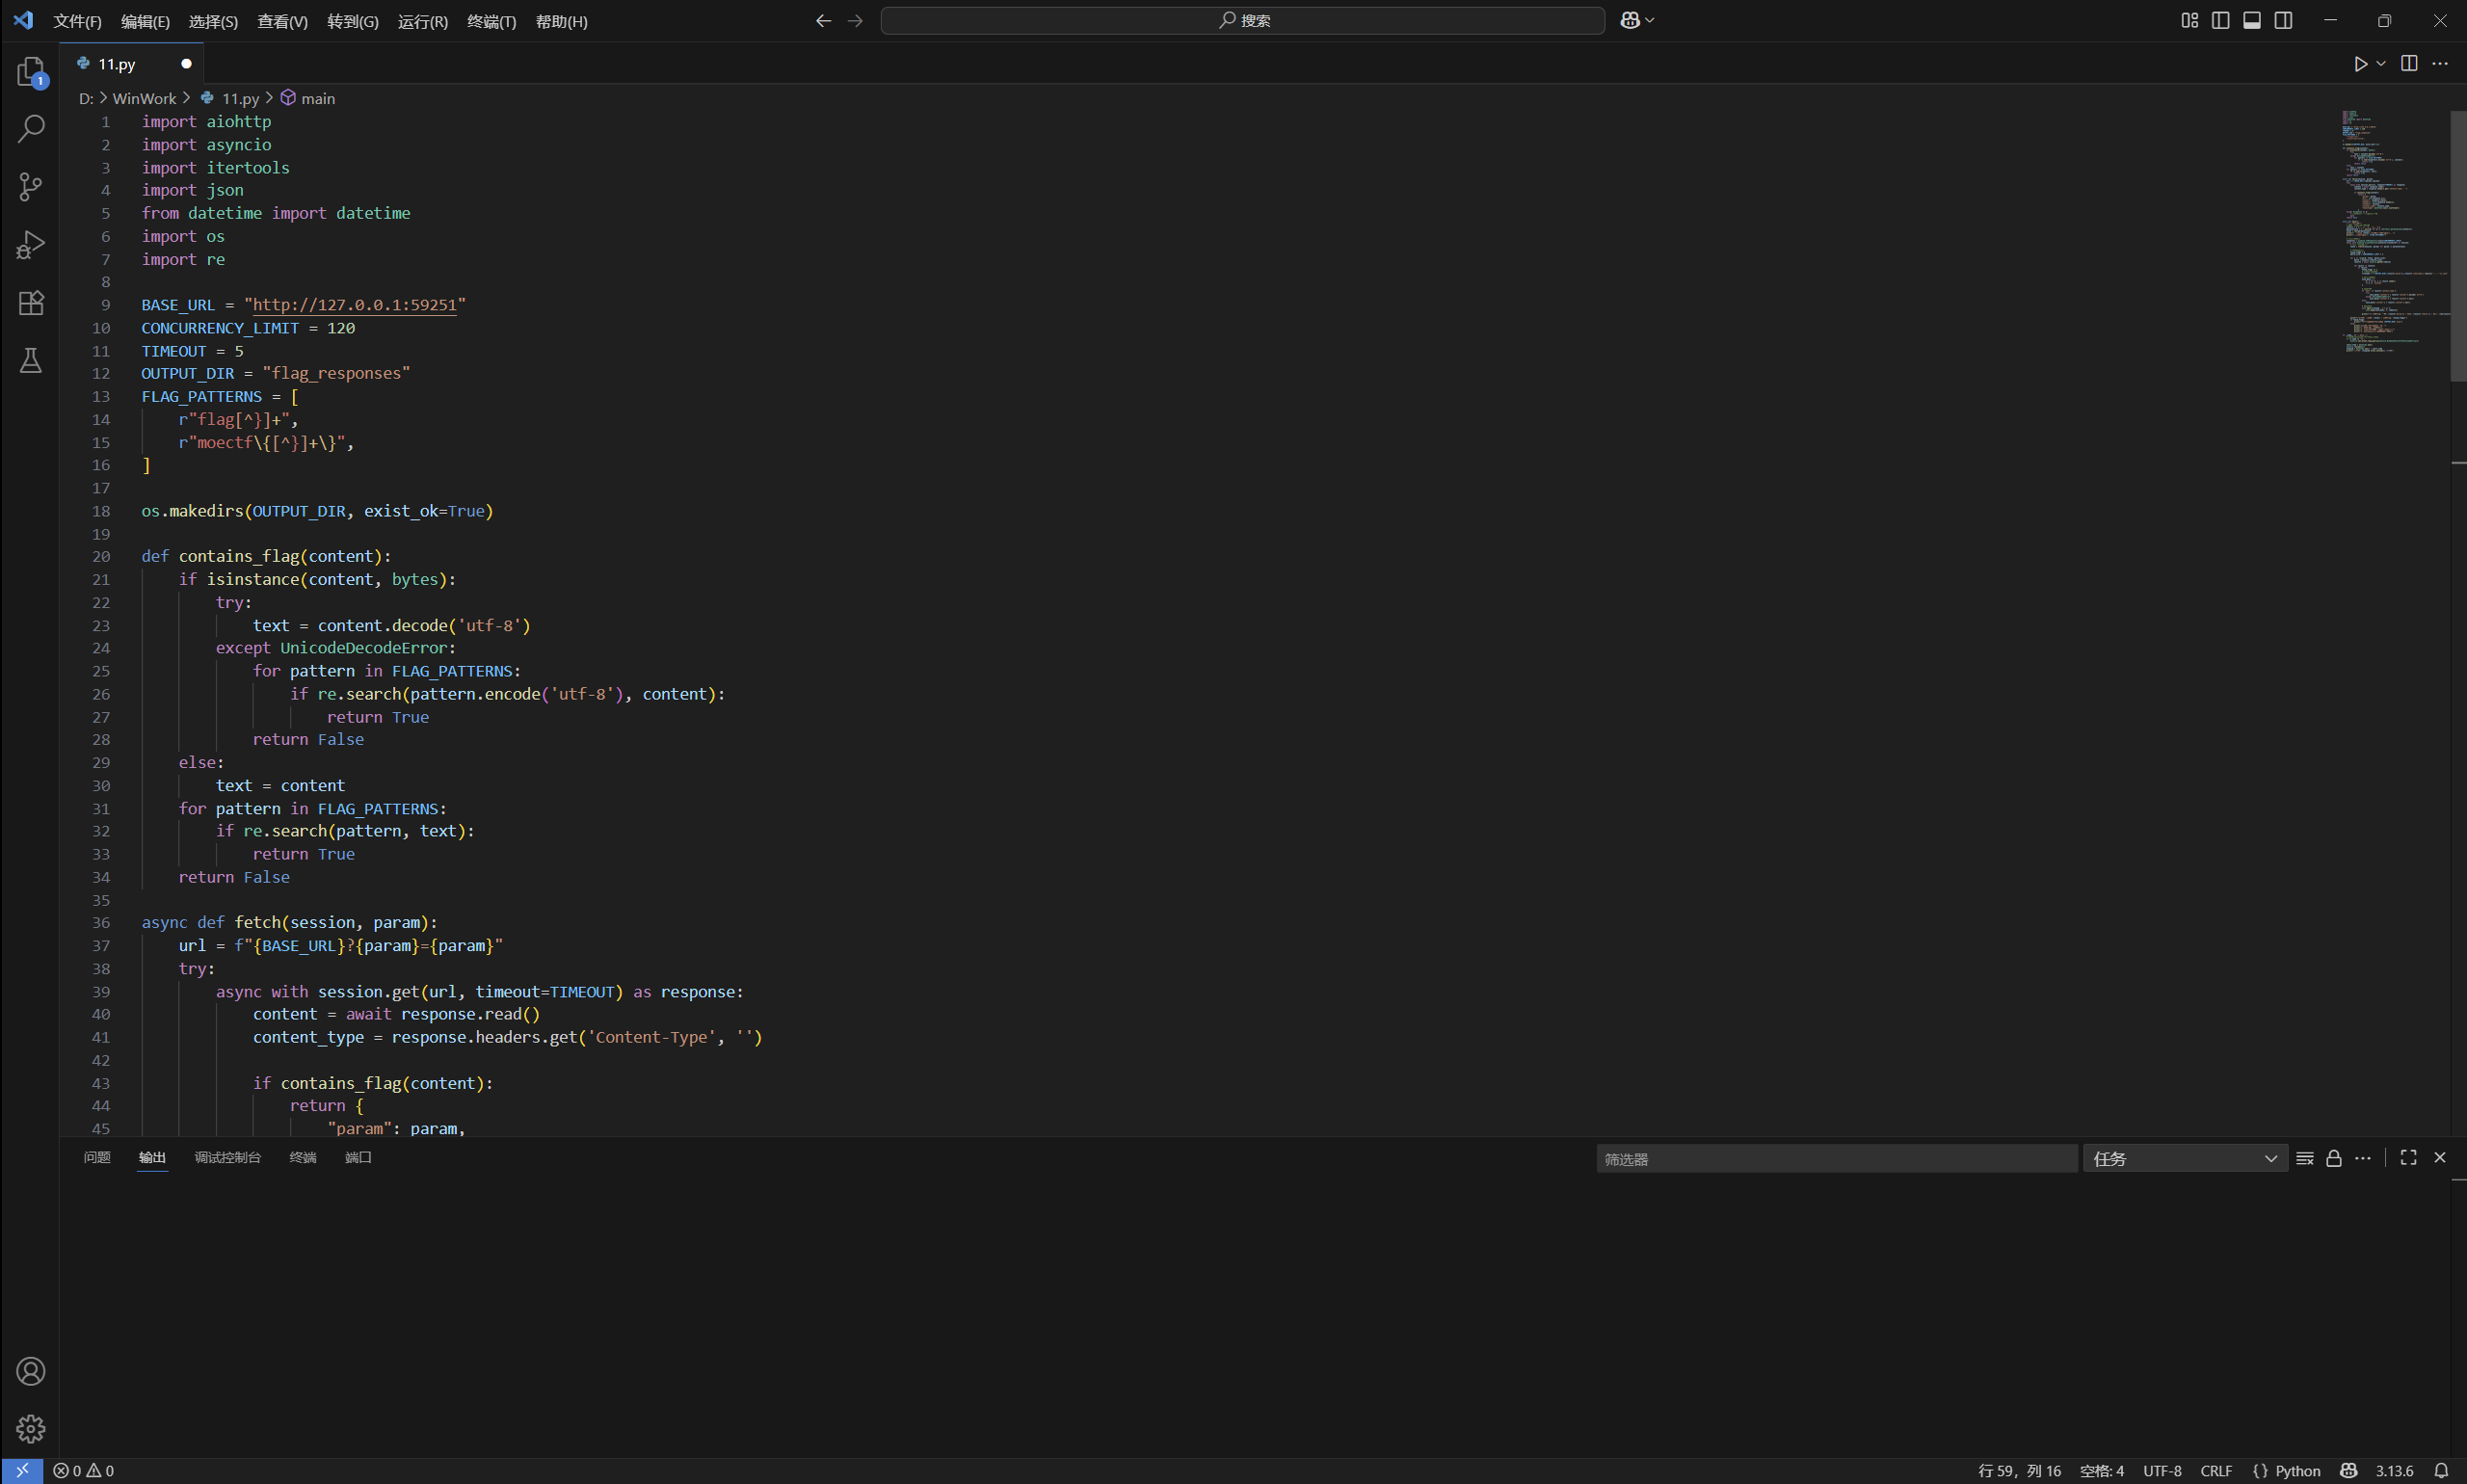 文件(F) 编辑(E) 选择(S) 查看(V) 转到(G) 运行(R) 终端(T) 帮助(H) 搜索
1 11.py
D: > WinWork > 11.py > main
1 import aiohttp
2 import asyncio
3 import itertools
4 import json
5 from datetime import datetime
6 import os
7 import re
8
9 BASE_URL = "http://127.0.0.1:59251"
10 CONCURRENCY_LIMIT = 120
11 TIMEOUT = 5
12 OUTPUT_DIR = "flag_responses"
13 FLAG_PATTERNS = [
14     r"flag[^}]+",
15     r"moectf\{[^}]+\}",
16 ]
17
18 os.makedirs(OUTPUT_DIR, exist_ok=True)
19
20 def contains_flag(content):
21     if isinstance(content, bytes):
22         try:
23             text = content.decode('utf-8')
24         except UnicodeDecodeError:
25             for pattern in FLAG_PATTERNS:
26                 if re.search(pattern.encode('utf-8'), content):
27                     return True
28             return False
29     else:
30         text = content
31     for pattern in FLAG_PATTERNS:
32         if re.search(pattern, text):
33             return True
34     return False
35
36 async def fetch(session, param):
37     url = f"{BASE_URL}?{param}={param}"
38     try:
39         async with session.get(url, timeout=TIMEOUT) as response:
40             content = await response.read()
41             content_type = response.headers.get('Content-Type', '')
42
43             if contains_flag(content):
44                 return {
45                     "param": param,
问题 输出 调试控制台 终端 端口 筛选器 任务
0 0 行 59，列 16 空格: 4 UTF-8 CRLF {} Python 3.13.6